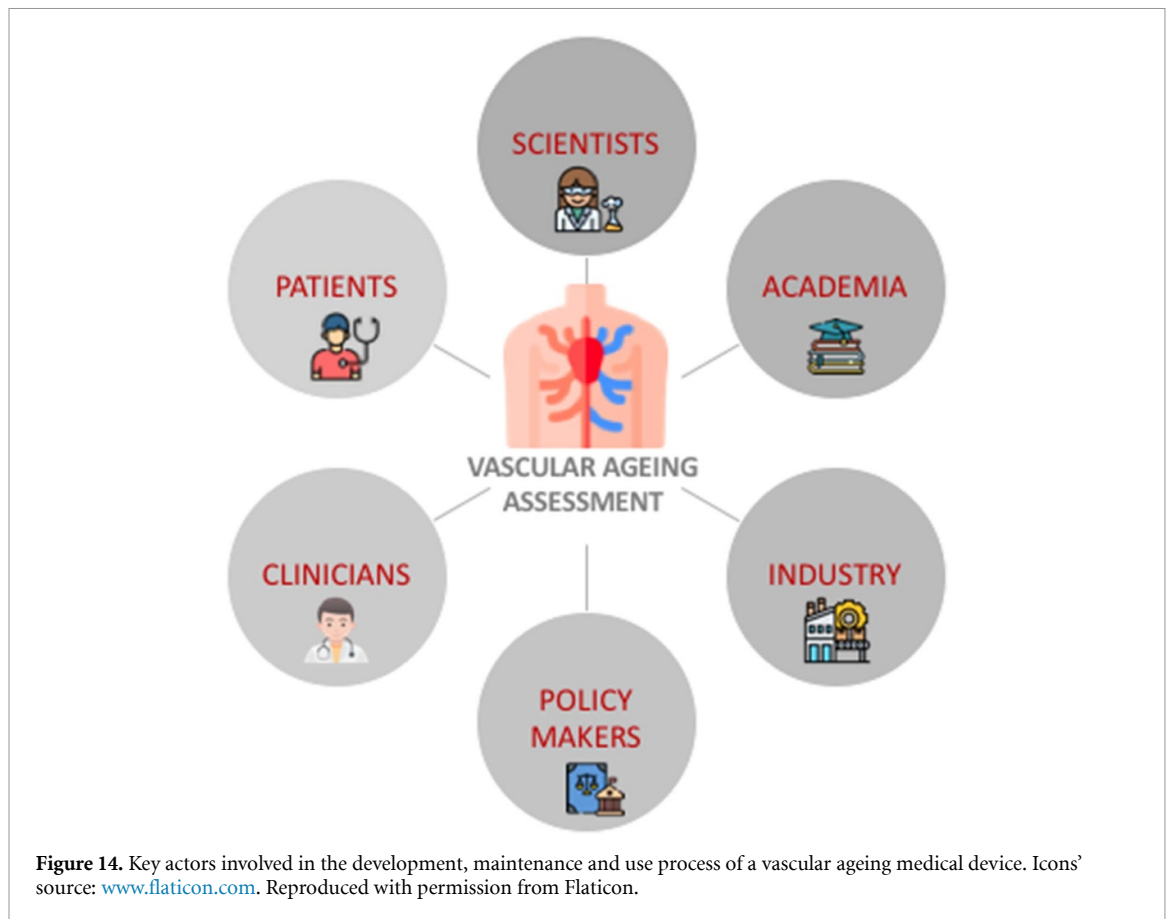 SCIENTISTS
PATIENTS
ACADEMIA
VASCULAR AGEING
ASSESSMENT
CLINICIANS
INDUSTRY
POLICY
MAKERS
Figure 14. Key actors involved in the development, maintenance and use process of a vascular ageing medical device. Icons’
source: www.flaticon.com. Reproduced with permission from Flaticon.